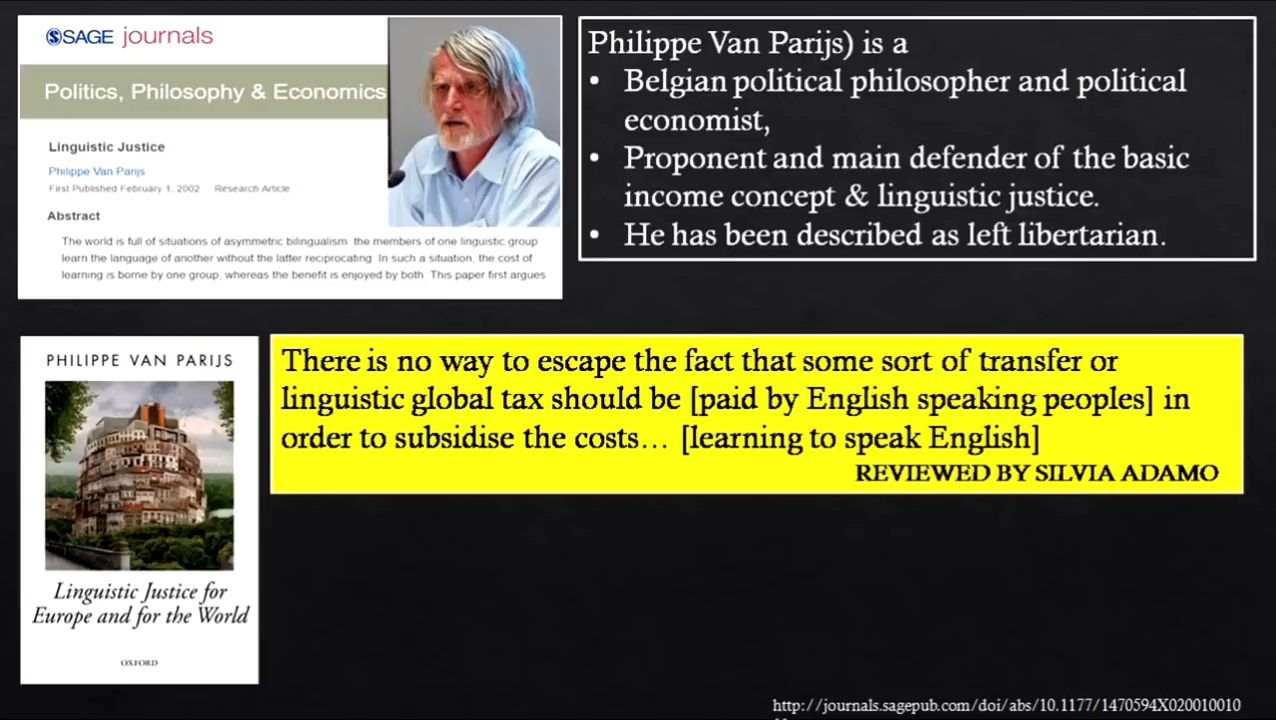 SAGE journals
Politics, Philosophy & Economics
Linguistic Justice
Philippe Van Parijs
First Published February 1, 2002 Research Article
Abstract
The world is full of situations of asymmetric bilingualism the members of one linguistic group
learn the language of another without the latter reciprocating. In such a situation, the cost of
learning is borne by one group, whereas the benefit is enjoyed by both This paper first argues
Philippe Van Parijs) is a
• Belgian political philosopher and political
economist,
• Proponent and main defender of the basic
income concept & linguistic justice.
• He has been described as left libertarian.
PHILIPPE VAN PARIJS
Linguistic Justice for
Europe and for the World
OXFORD
There is no way to escape the fact that some sort of transfer or
linguistic global tax should be [paid by English speaking peoples] in
order to subsidise the costs… [learning to speak English]
REVIEWED BY SILVIA ADAMO
http://journals.sagepub.com/doi/abs/10.1177/1470594X020010010